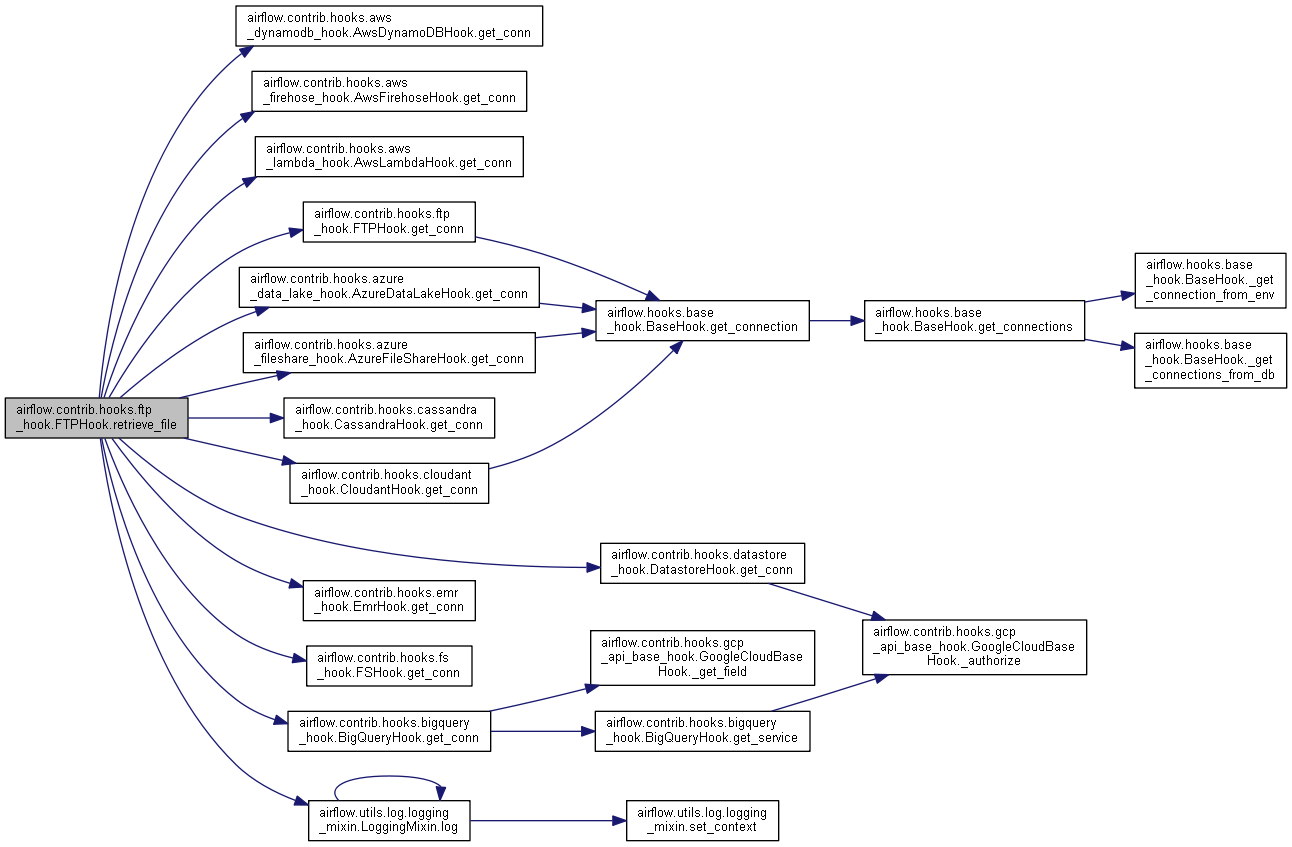 airflow.contrib.hooks.aws
_dynamodb_hook.AwsDynamoDBHook.get_conn
airflow.contrib.hooks.aws
_firehose_hook.AwsFirehoseHook.get_conn
airflow.contrib.hooks.aws
_lambda_hook.AwsLambdaHook.get_conn
airflow.contrib.hooks.ftp
_hook.FTPHook.get_conn
airflow.contrib.hooks.azure
_data_lake_hook.AzureDataLakeHook.get_conn
airflow.contrib.hooks.azure
_fileshare_hook.AzureFileShareHook.get_conn
airflow.contrib.hooks.ftp
_hook.FTPHook.retrieve_file
airflow.contrib.hooks.cassandra
_hook.CassandraHook.get_conn
airflow.contrib.hooks.cloudant
_hook.CloudantHook.get_conn
airflow.hooks.base
_hook.BaseHook.get_connection
airflow.hooks.base
_hook.BaseHook.get_connections
airflow.hooks.base
_hook.BaseHook._get
_connection_from_env
airflow.hooks.base
_hook.BaseHook._get
_connections_from_db
airflow.contrib.hooks.datastore
_hook.DatastoreHook.get_conn
airflow.contrib.hooks.emr
_hook.EmrHook.get_conn
airflow.contrib.hooks.fs
_hook.FSHook.get_conn
airflow.contrib.hooks.gcp
_api_base_hook.GoogleCloudBase
Hook._get_field
airflow.contrib.hooks.gcp
_api_base_hook.GoogleCloudBase
Hook._authorize
airflow.contrib.hooks.bigquery
_hook.BigQueryHook.get_conn
airflow.contrib.hooks.bigquery
_hook.BigQueryHook.get_service
airflow.utils.log.logging
_mixin.LoggingMixin.log
airflow.utils.log.logging
_mixin.set_context